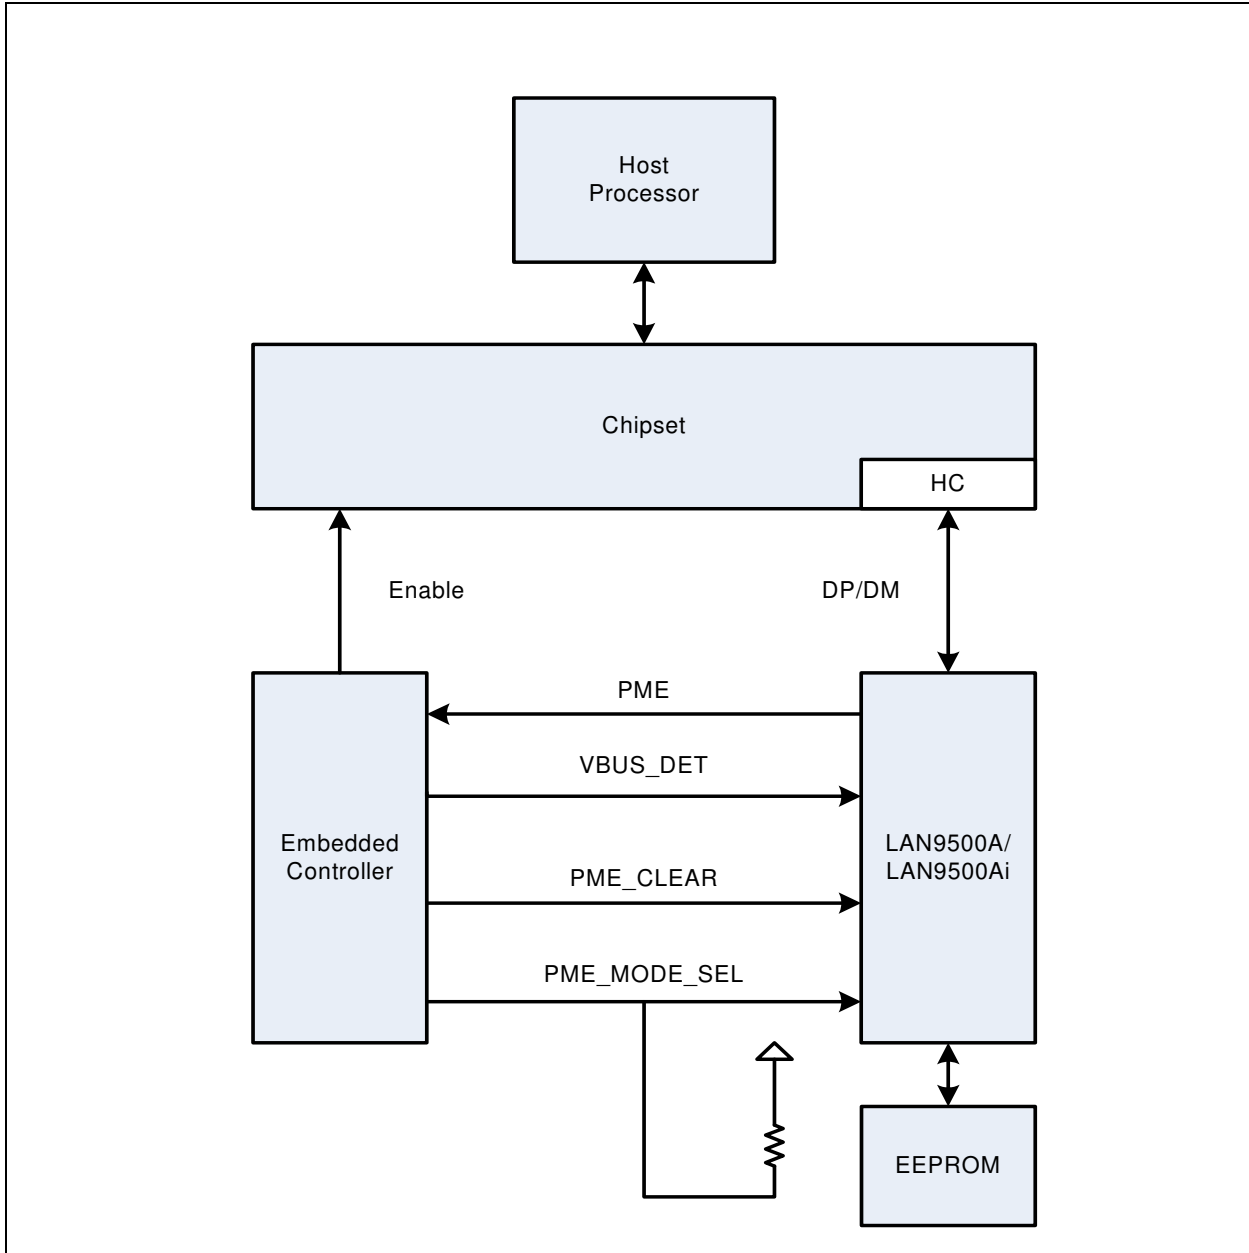 Host
Processor
Chipset
HC
Enable
DP/DM
PME
VBUS_DET
Embedded
Controller
LAN9500A/
LAN9500Ai
PME_CLEAR
PME_MODE_SEL
EEPROM